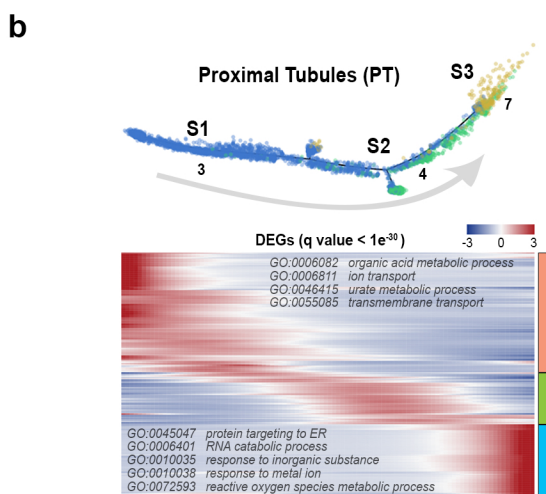 b
Proximal Tubules (PT)
S3
7
S1
S2
3
4
DEGs (q value < 1e-30)
-3 0 3
GO:0006082 organic acid metabolic process
GO:0006811 ion transport
GO:0046415 urate metabolic process
GO:0055085 transmembrane transport
GO:0045047 protein targeting to ER
GO:0006401 RNA catabolic process
GO:0010035 response to inorganic substance
GO:0010038 response to metal ion
GO:0072593 reactive oxygen species metabolic process